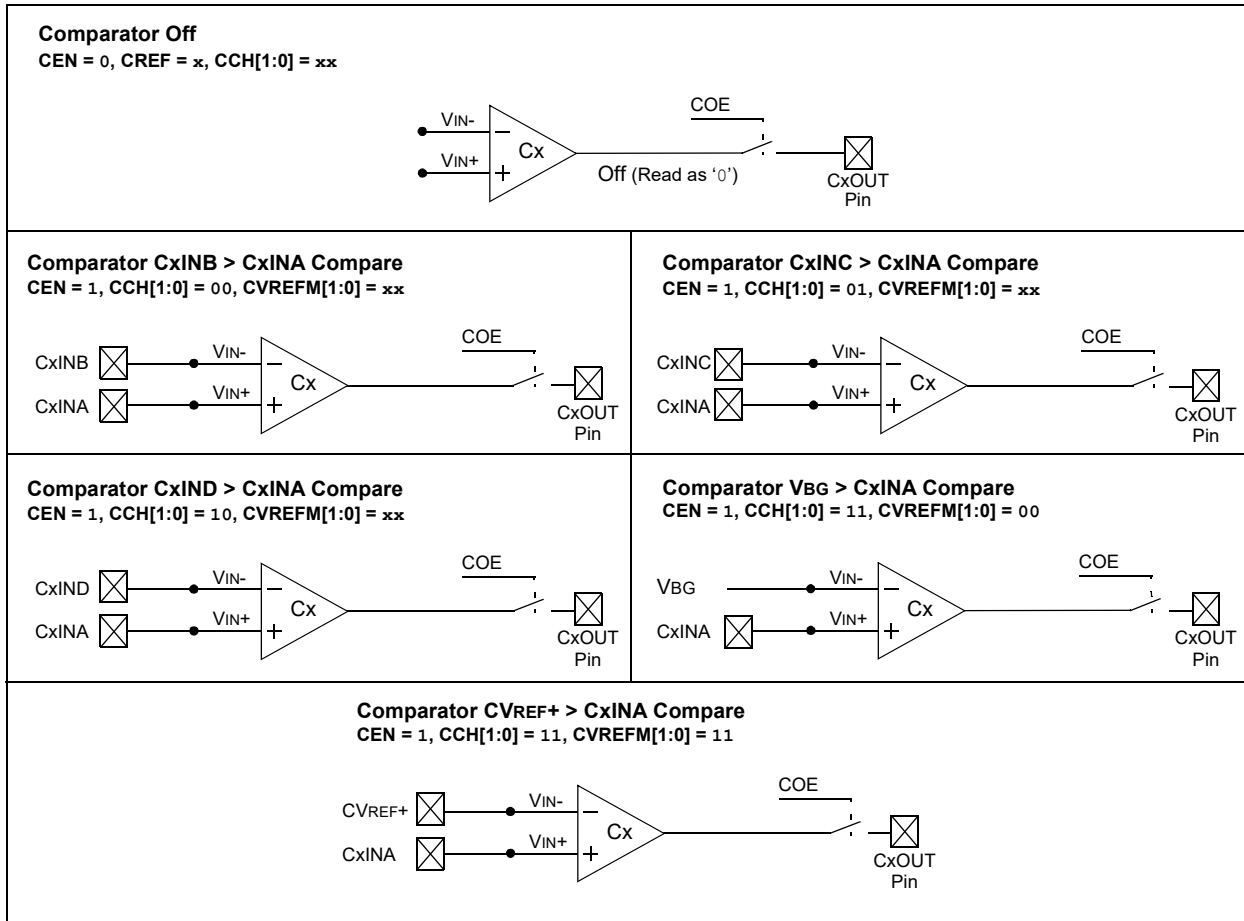 Comparator Off
CEN = 0, CREF = x, CCH[1:0] = xx
COE
VIN-
Cx
VIN+
Off (Read as ‘0’)
CxOUT
Pin
Comparator CxINB > CxINA Compare
CEN = 1, CCH[1:0] = 00, CVREFM[1:0] = xx
COE
CxINB
VIN-
Cx
CxINA
VIN+
CxOUT
Pin
Comparator CxINC > CxINA Compare
CEN = 1, CCH[1:0] = 01, CVREFM[1:0] = xx
COE
CxINC
VIN-
Cx
CxINA
VIN+
CxOUT
Pin
Comparator CxIND > CxINA Compare
CEN = 1, CCH[1:0] = 10, CVREFM[1:0] = xx
COE
CxIND
VIN-
Cx
CxINA
VIN+
CxOUT
Pin
Comparator VBG > CxINA Compare
CEN = 1, CCH[1:0] = 11, CVREFM[1:0] = 00
COE
VBG
VIN-
Cx
CxINA
VIN+
CxOUT
Pin
Comparator CVREF+ > CxINA Compare
CEN = 1, CCH[1:0] = 11, CVREFM[1:0] = 11
COE
CVREF+
VIN-
Cx
CxINA
VIN+
CxOUT
Pin